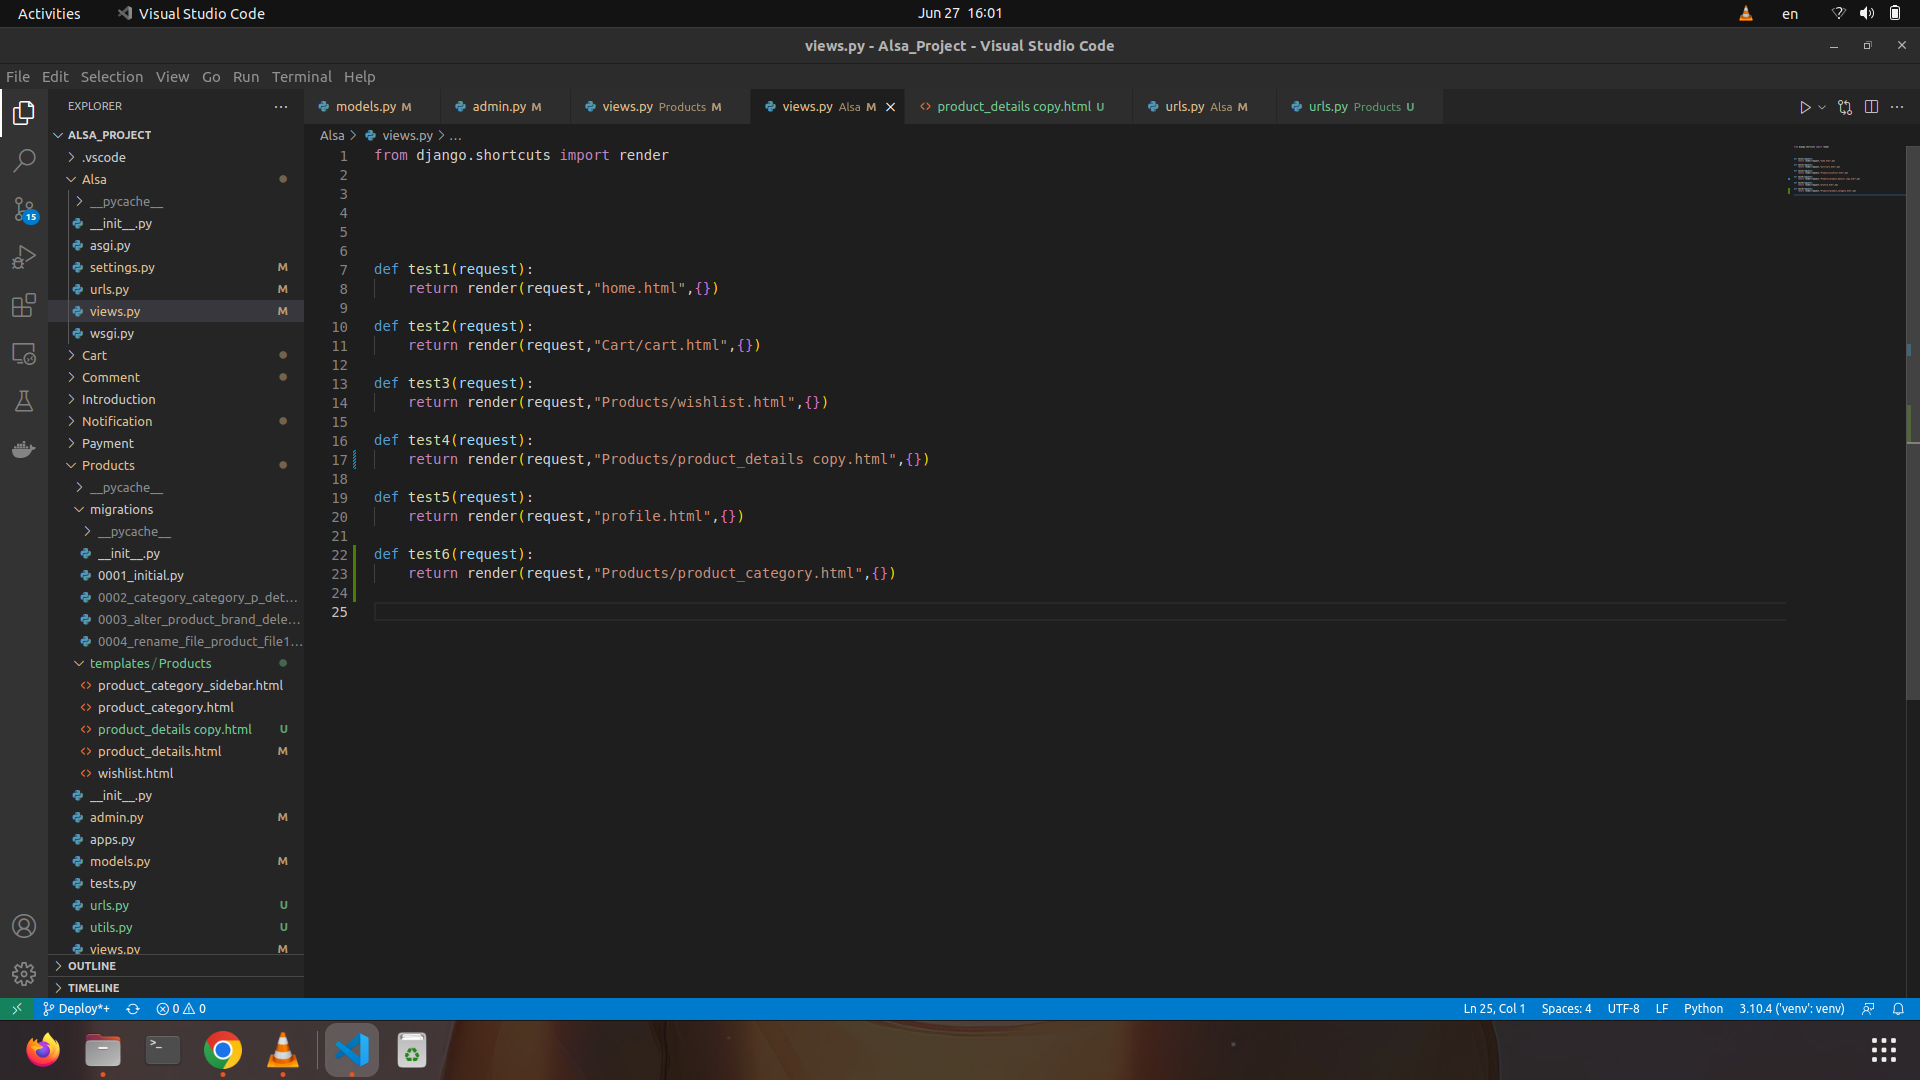 Activities
Visual Studio Code
Jun 27 16:01
en
views.py - Alsa_Project - Visual Studio Code
File Edit Selection View Go Run Terminal Help
EXPLORER
models.py M
admin.py M
views.py Products M
views.py Alsa M
product_details copy.html U
urls.py Alsa M
urls.py Products U
Alsa > views.py > ...
ALSA_PROJECT
.vscode
Alsa
__pycache__
__init__.py
asgi.py
settings.py M
urls.py M
views.py M
wsgi.py
Cart
Comment
Introduction
Notification
Payment
Products
__pycache__
migrations
__pycache__
__init__.py
0001_initial.py
0002_category_category_p_det...
0003_alter_product_brand_dele...
0004_rename_file_product_file1...
templates/Products
product_category_sidebar.html
product_category.html
product_details copy.html U
product_details.html M
wishlist.html
__init__.py
admin.py M
apps.py
models.py M
tests.py
urls.py U
utils.py U
views.py M
OUTLINE
TIMELINE
15
1 from django.shortcuts import render
2
3
4
5
6
7 def test1(request):
8 return render(request,"home.html",{})
9
10 def test2(request):
11 return render(request,"Cart/cart.html",{})
12
13 def test3(request):
14 return render(request,"Products/wishlist.html",{})
15
16 def test4(request):
17 return render(request,"Products/product_details copy.html",{})
18
19 def test5(request):
20 return render(request,"profile.html",{})
21
22 def test6(request):
23 return render(request,"Products/product_category.html",{})
24
25
Deploy*+ 0 0
Ln 25, Col 1 Spaces: 4 UTF-8 LF Python 3.10.4 ('venv': venv)